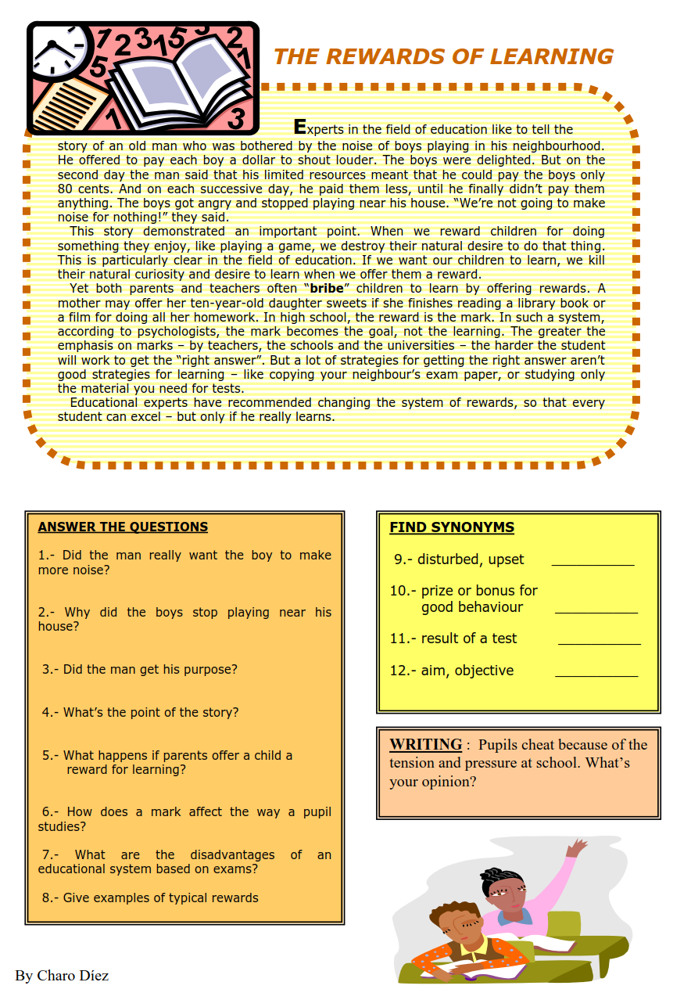 1 2 3 1 5 3 2 1
5
1 3
THE REWARDS OF LEARNING
Experts in the field of education like to tell the
story of an old man who was bothered by the noise of boys playing in his neighbourhood.
He offered to pay each boy a dollar to shout louder. The boys were delighted. But on the
second day the man said that his limited resources meant that he could pay the boys only
80 cents. And on each successive day, he paid them less, until he finally didn’t pay them
anything. The boys got angry and stopped playing near his house. “We’re not going to make
noise for nothing!” they said.
This story demonstrated an important point. When we reward children for doing
something they enjoy, like playing a game, we destroy their natural desire to do that thing.
This is particularly clear in the field of education. If we want our children to learn, we kill
their natural curiosity and desire to learn when we offer them a reward.
Yet both parents and teachers often “bribe” children to learn by offering rewards. A
mother may offer her ten-year-old daughter sweets if she finishes reading a library book or
a film for doing all her homework. In high school, the reward is the mark. In such a system,
according to psychologists, the mark becomes the goal, not the learning. The greater the
emphasis on marks – by teachers, the schools and the universities – the harder the student
will work to get the “right answer”. But a lot of strategies for getting the right answer aren’t
good strategies for learning – like copying your neighbour’s exam paper, or studying only
the material you need for tests.
Educational experts have recommended changing the system of rewards, so that every
student can excel – but only if he really learns.
ANSWER THE QUESTIONS
1.- Did the man really want the boy to make
more noise?
2.- Why did the boys stop playing near his
house?
3.- Did the man get his purpose?
4.- What’s the point of the story?
5.- What happens if parents offer a child a
reward for learning?
6.- How does a mark affect the way a pupil
studies?
7.- What are the disadvantages of an
educational system based on exams?
8.- Give examples of typical rewards
FIND SYNONYMS
9.- disturbed, upset ___________
10.- prize or bonus for
good behaviour ___________
11.- result of a test ___________
12.- aim, objective ___________
WRITING : Pupils cheat because of the
tension and pressure at school. What’s
your opinion?
By Charo Díez